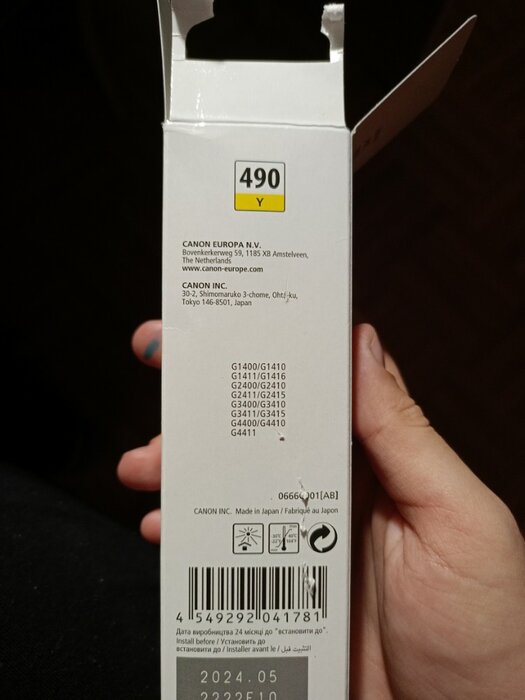 490
Y
CANON EUROPA N.V.
Bovenkerkerweg 59, 1185 XB Amstelveen,
The Netherlands
www.canon-europe.com
CANON INC.
30-2, Shimomaruko 3-chome, Ohta-ku,
Tokyo 146-8501, Japan
G1400/G1410
G1411/G1416
G2400/G2410
G2411/G2415
G3400/G3410
G3411/G3415
G4400/G4410
G4411
CANON INC. Made in Japan / Fabriqué au Japon
4 549292 041781
Дата виробництва 24 місяці до "встановити до".
Install before / Установить до
встановити до / Installer avant le / التثبيت قبل
2024.05